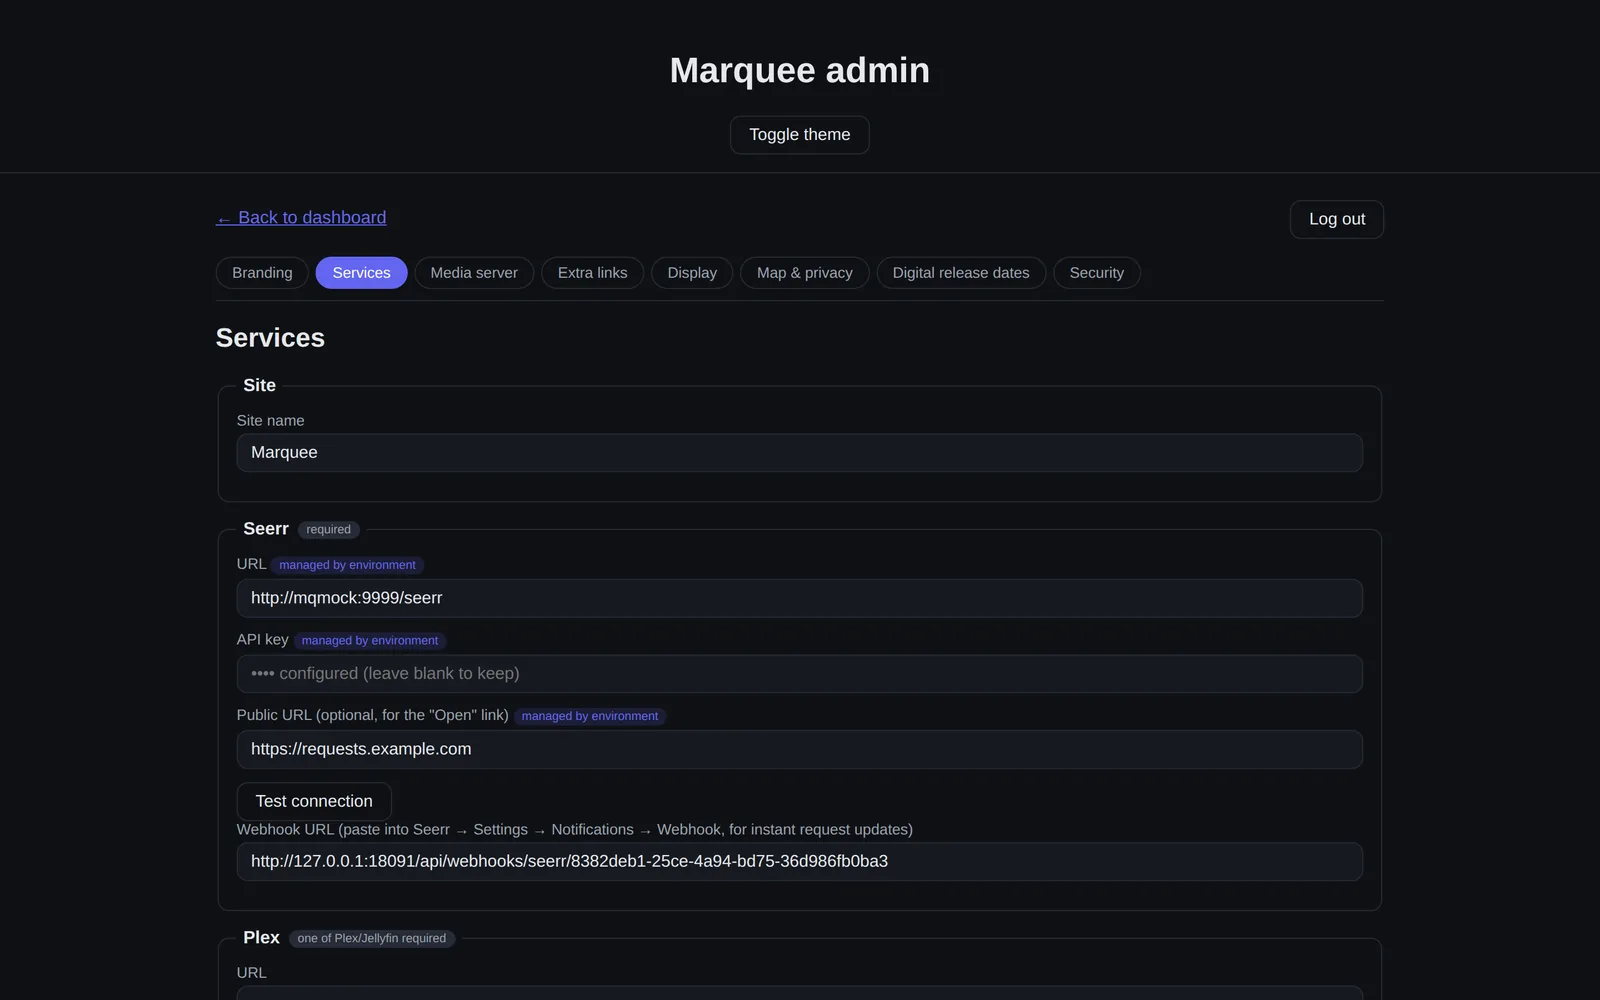 Marquee admin
Toggle theme
← Back to dashboard
Log out
Branding Services Media server Extra links Display Map & privacy Digital release dates Security
Services
Site
Site name
Marquee
Seerr required
URL managed by environment
http://mqmock:9999/seerr
API key managed by environment
•••• configured (leave blank to keep)
Public URL (optional, for the "Open" link) managed by environment
https://requests.example.com
Test connection
Webhook URL (paste into Seerr → Settings → Notifications → Webhook, for instant request updates)
http://127.0.0.1:18091/api/webhooks/seerr/8382deb1-25ce-4a94-bd75-36d986fb0ba3
Plex one of Plex/Jellyfin required
URL